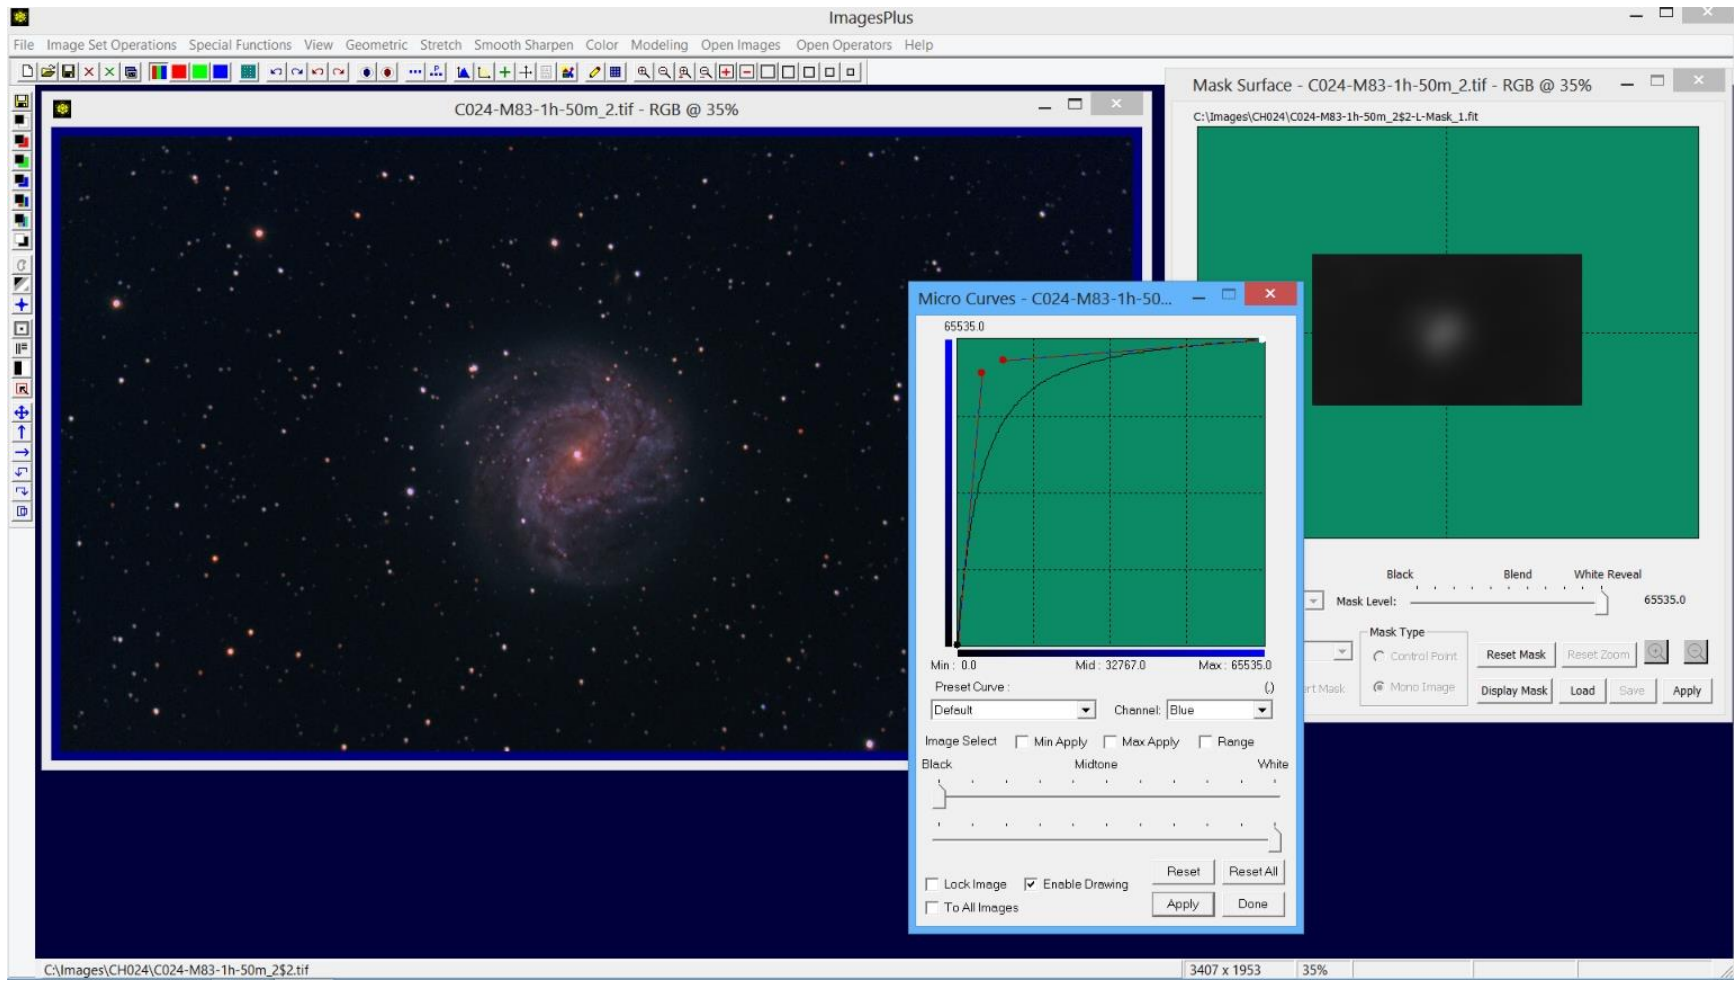 ImagesPlus
File Image Set Operations Special Functions View Geometric Stretch Smooth Sharpen Color Modeling Open Images Open Operators Help
C024-M83-1h-50m_2.tif - RGB @ 35%
Mask Surface - C024-M83-1h-50m_2.tif - RGB @ 35%
C:\Images\CH024\C024-M83-1h-50m_2$2-L-Mask_1.fit
Micro Curves - C024-M83-1h-50...
65535.0
Min : 0.0 Mid : 32767.0 Max : 65535.0
Preset Curve : (,)
Default Channel: Blue
Image Select Min Apply Max Apply Range
Black Midtone White
Reset Reset All
Lock Image Enable Drawing
To All Images Apply Done
Black Blend White Reveal
Mask Level: 65535.0
Mask Type
Control Point Reset Mask Reset Zoom
Mono Image Display Mask Load Save Apply
C:\Images\CH024\C024-M83-1h-50m_2$2.tif 3407 x 1953 35%